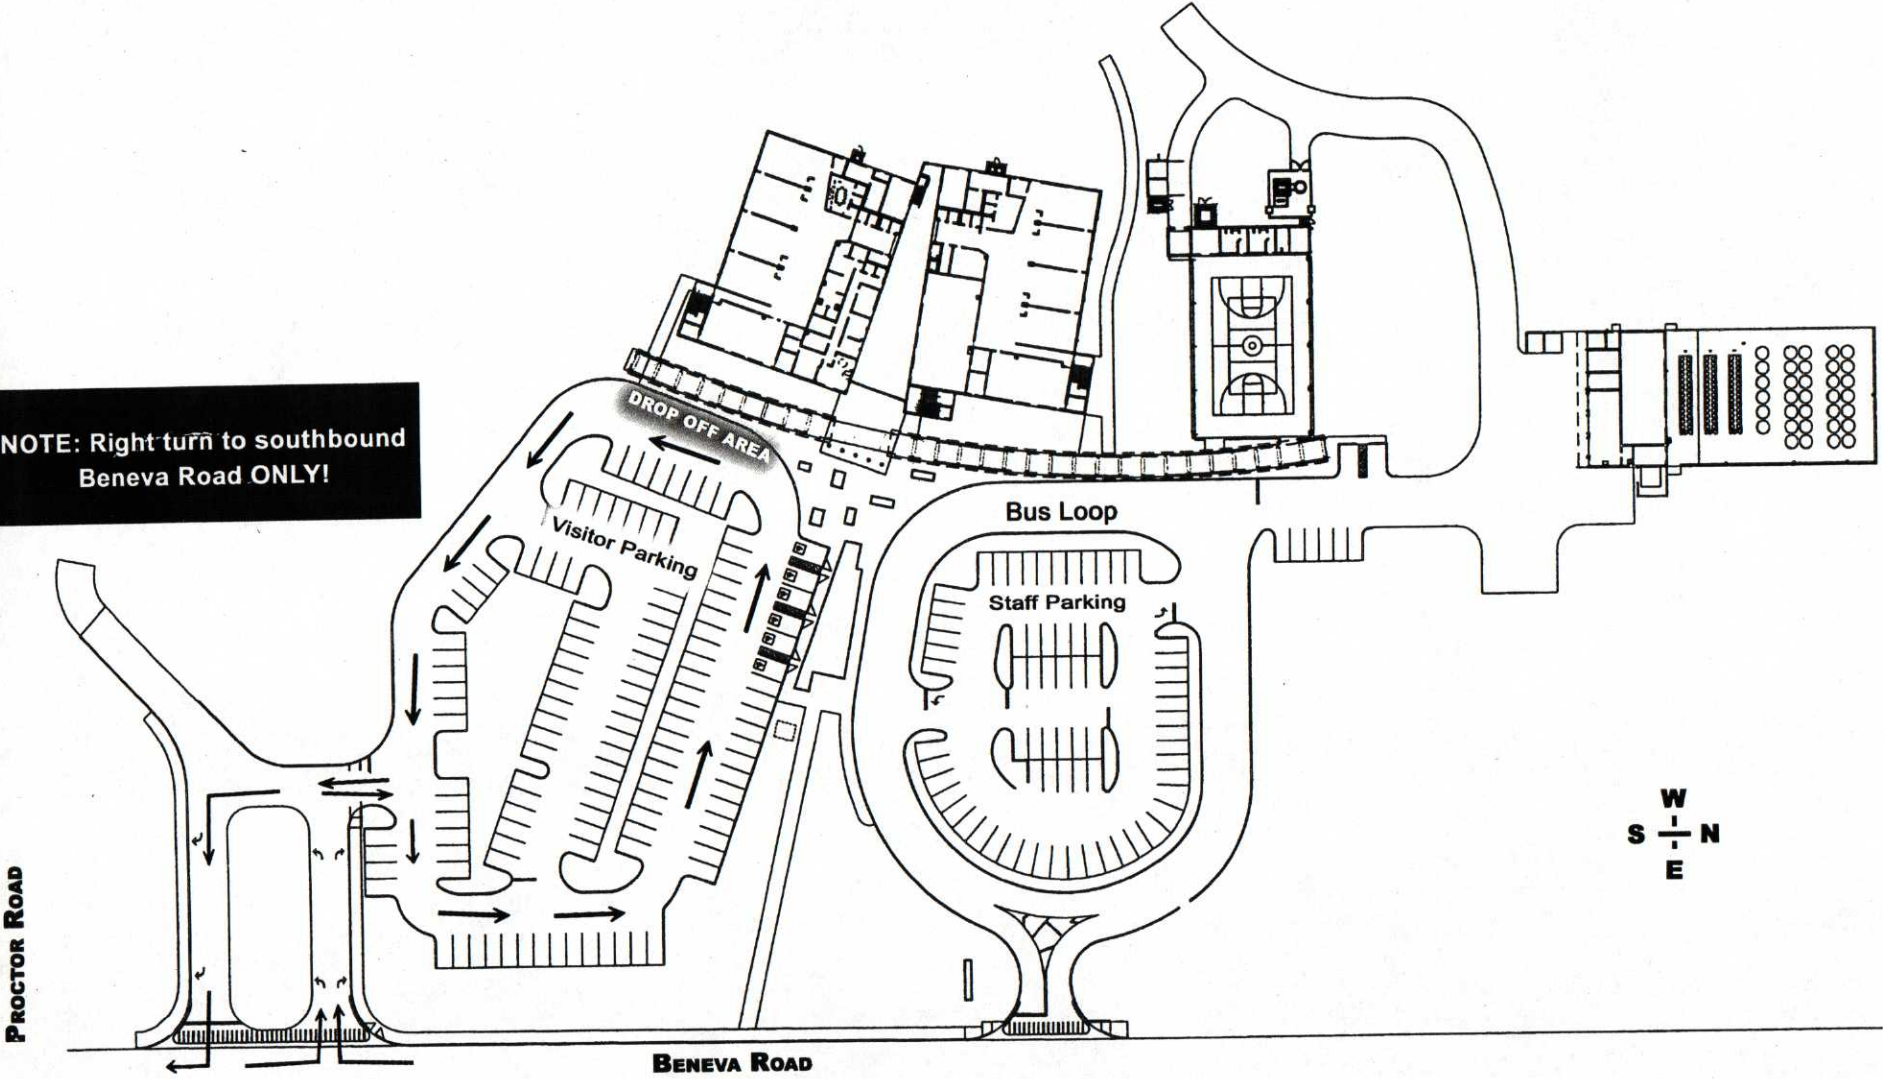 NOTE: Right turn to southbound
Beneva Road ONLY!
DROP OFF AREA
Visitor Parking
Bus Loop
Staff Parking
W
S N
E
PROCTOR ROAD
BENEVA ROAD